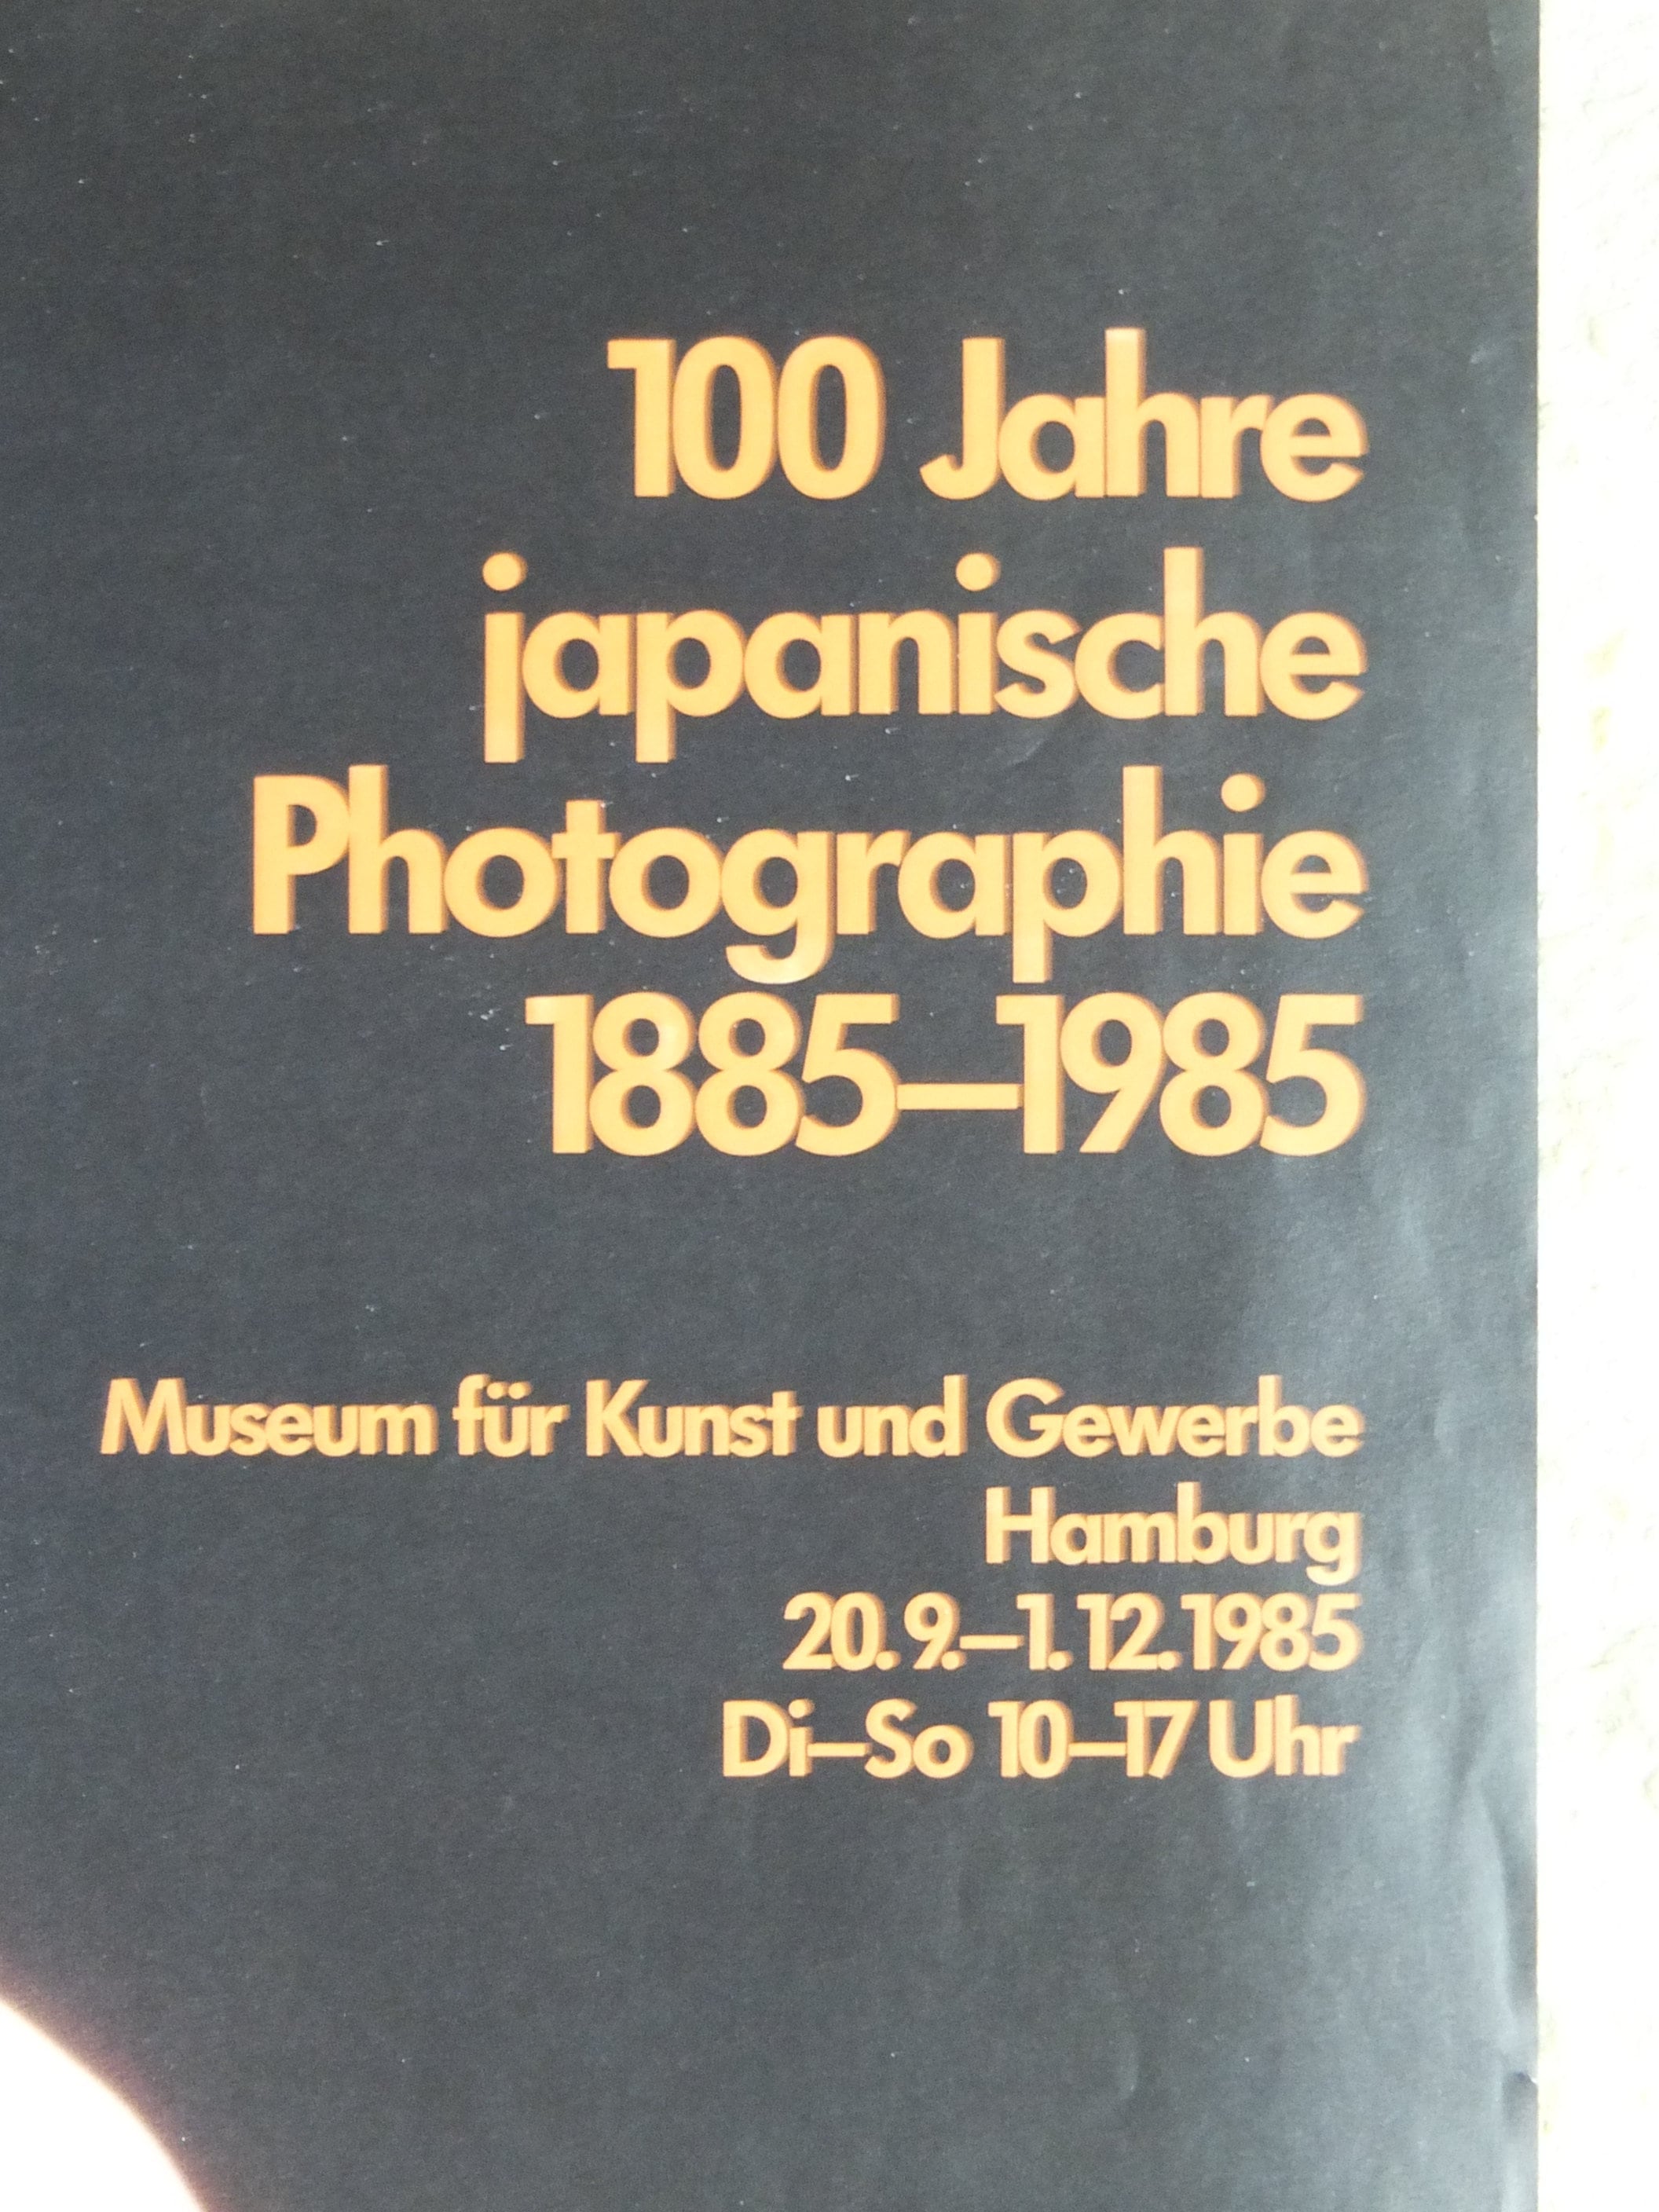 100 Jahre
japanische
Photographie
1885–1985
Museum für Kunst und Gewerbe
Hamburg
20.9.–1.12.1985
Di–So 10–17 Uhr